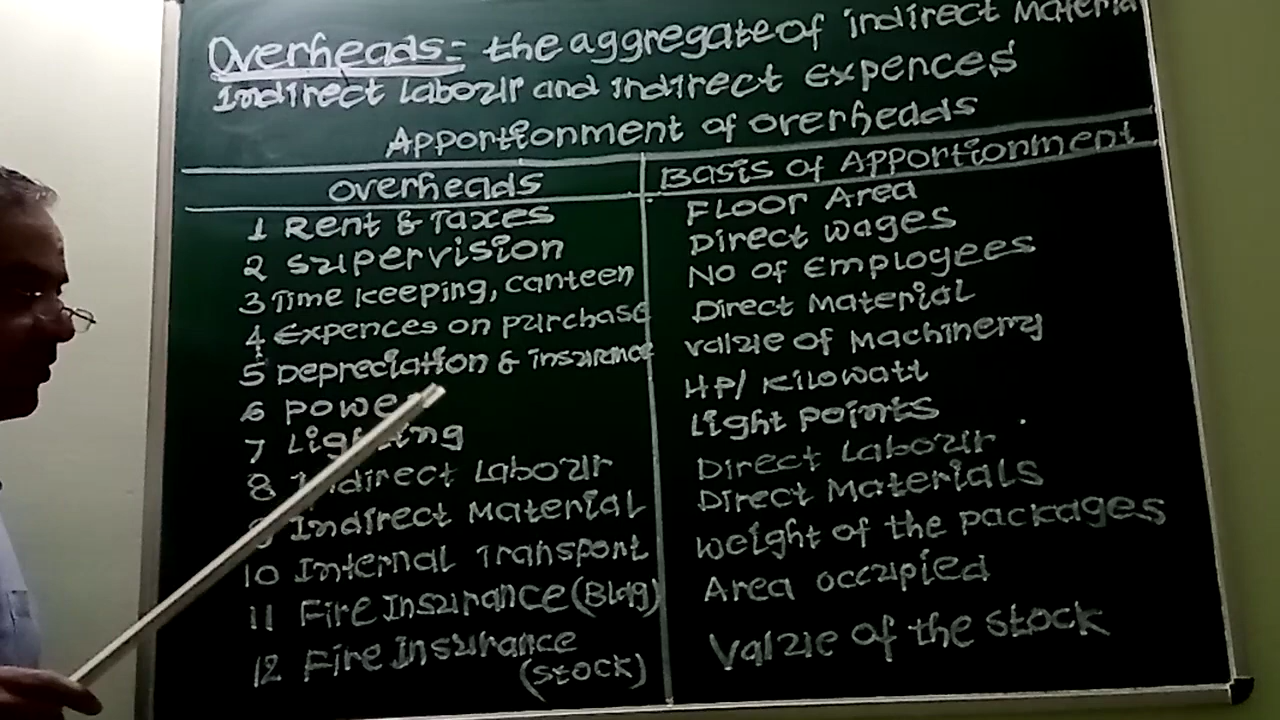 Overheads:- the aggregate of indirect Materia
Indirect Labour and indirect Expences
Apportionment of overheads
Overheads Basis of Apportionment
1 Rent & Taxes Floor Area
2 Supervision Direct wages
3 Time keeping, canteen No of Employees
4 Expences on purchase Direct Material
5 Depreciation & insurance value of Machinery
6 Power HP/ Kilowatt
7 Lighting Light points
8 Indirect Labour Direct Labour
9 Indirect Material Direct Materials
10 Internal Transport weight of the packages
11 Fire Insurance (Bldg) Area occupied
12 Fire insurance Value of the stock
(stock)